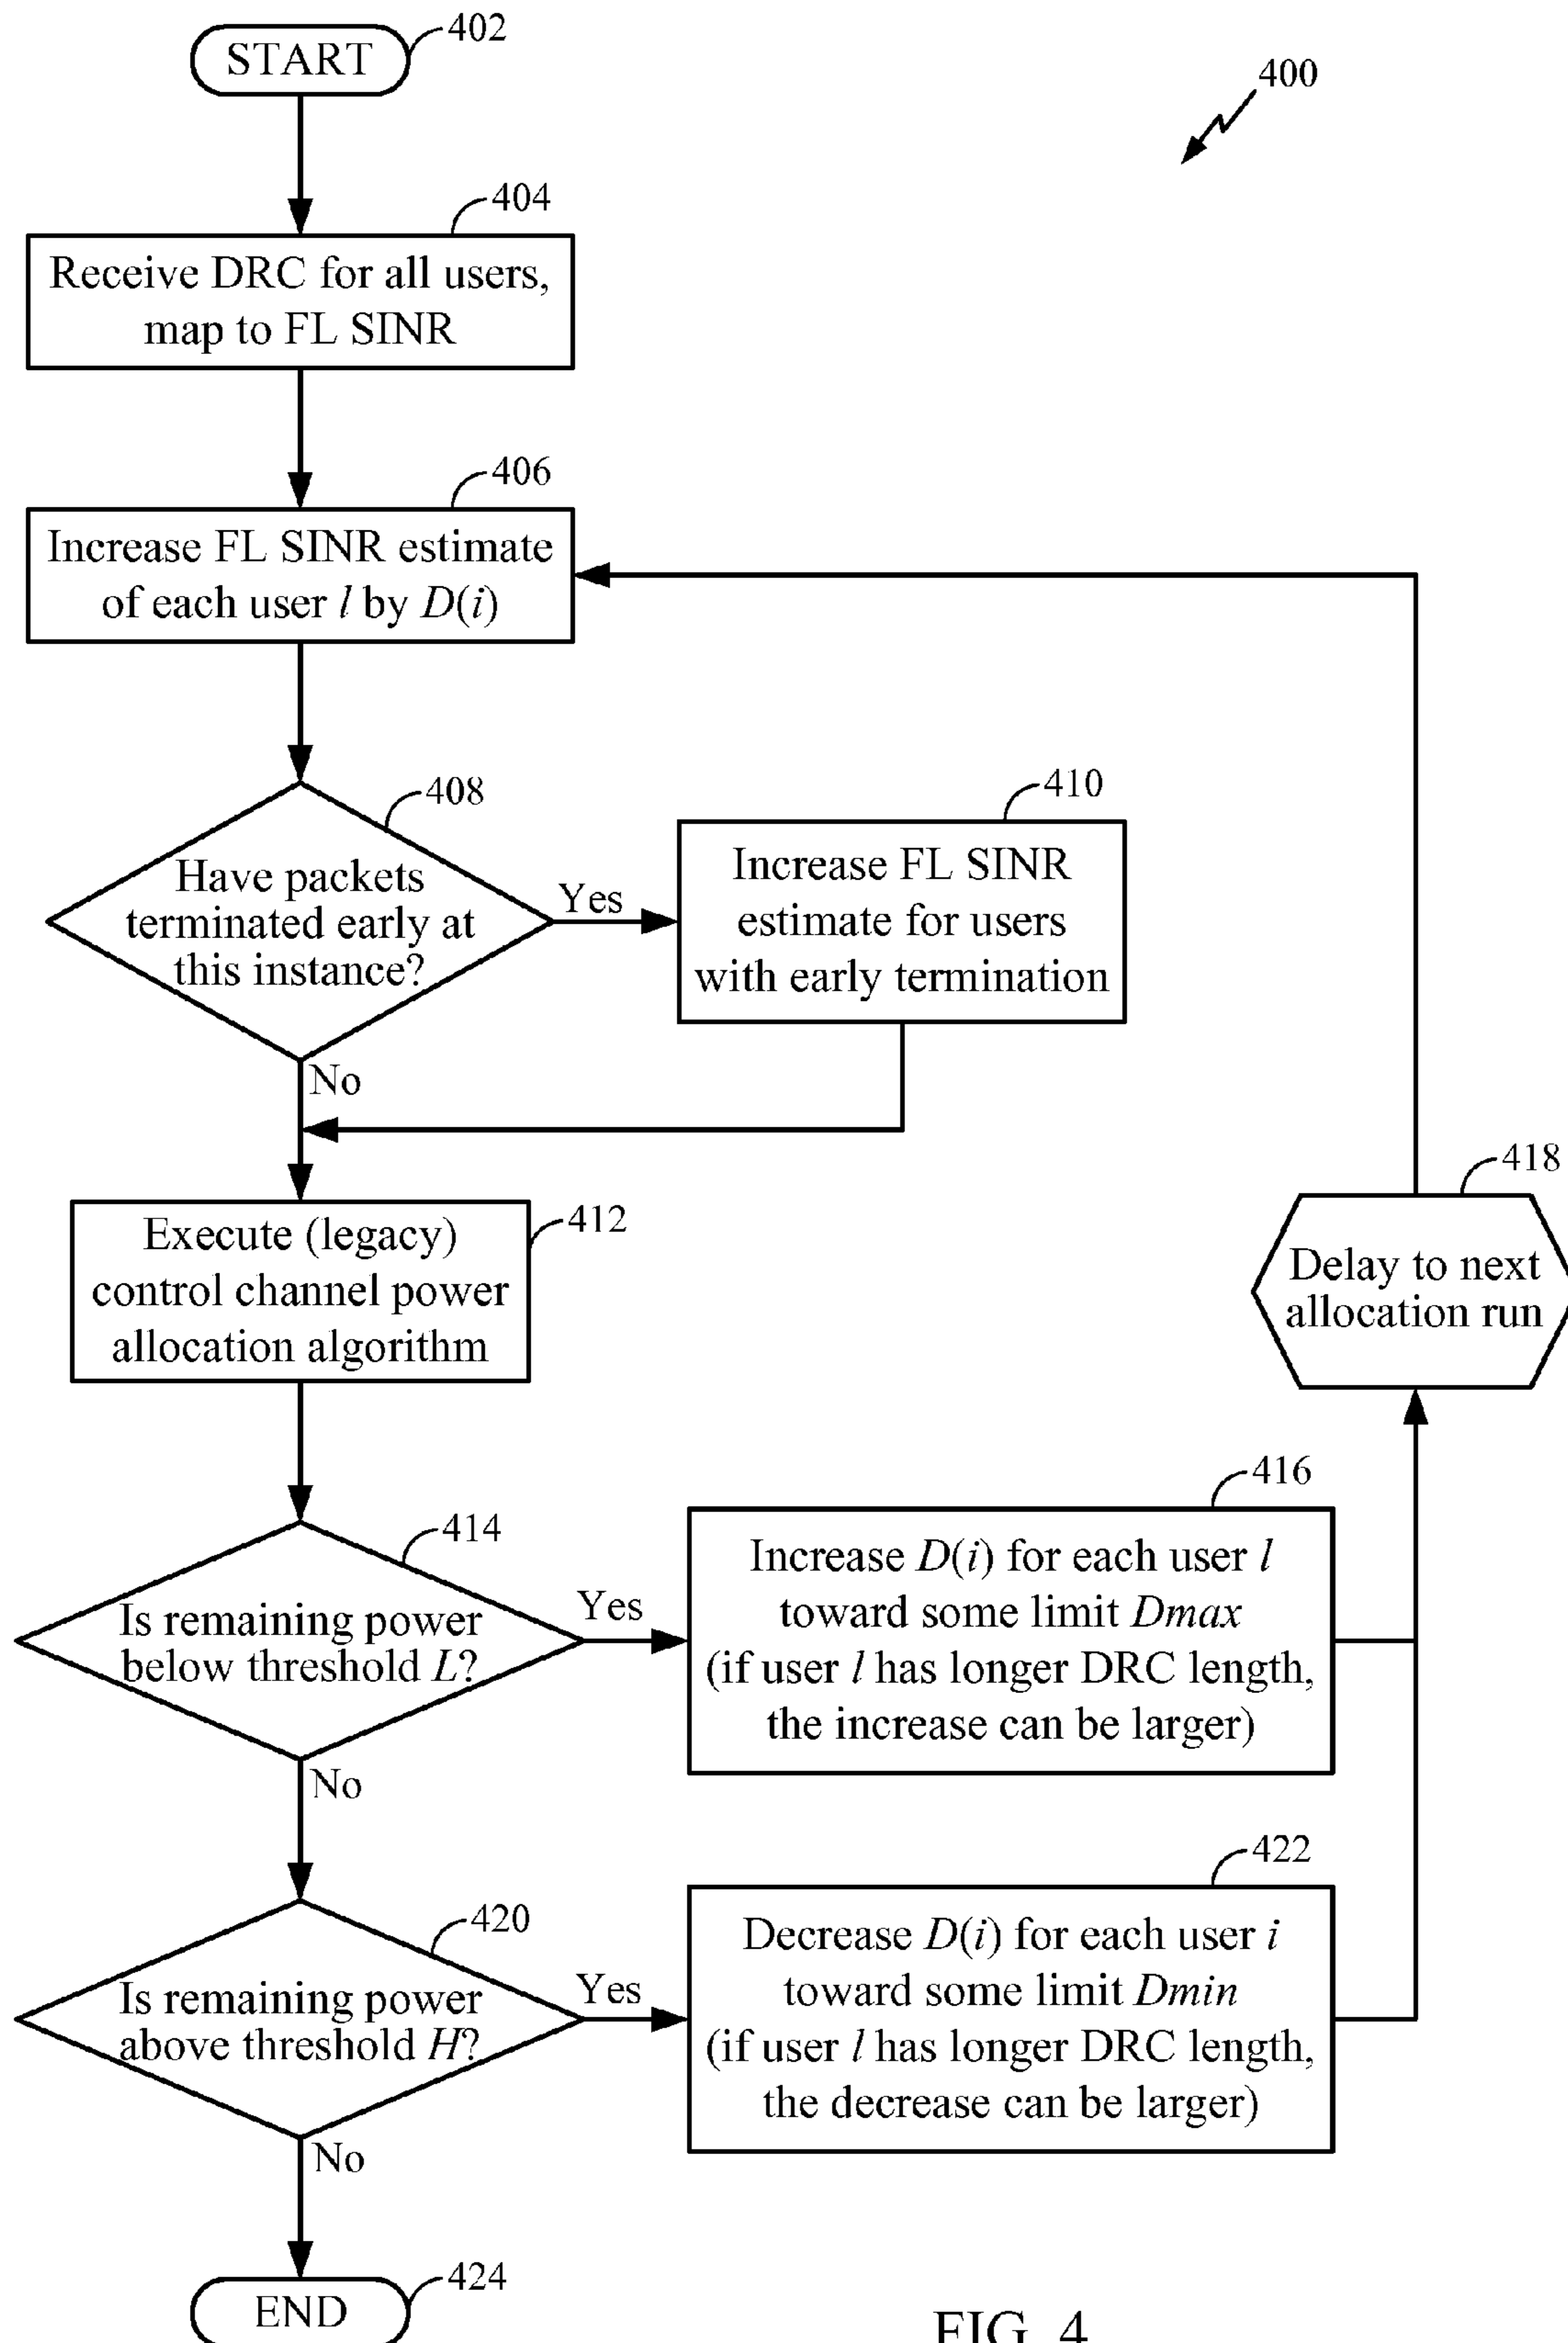 START
402
400
404
Receive DRC for all users,
map to FL SINR
406
Increase FL SINR estimate
of each user l by D(i)
408
Have packets
terminated early at
this instance?
Yes
No
410
Increase FL SINR
estimate for users
with early termination
412
Execute (legacy)
control channel power
allocation algorithm
418
Delay to next
allocation run
414
Is remaining power
below threshold L?
Yes
No
416
Increase D(i) for each user l
toward some limit Dmax
(if user l has longer DRC length,
the increase can be larger)
420
Is remaining power
above threshold H?
Yes
No
422
Decrease D(i) for each user i
toward some limit Dmin
(if user l has longer DRC length,
the decrease can be larger)
END
424
FIG. 4